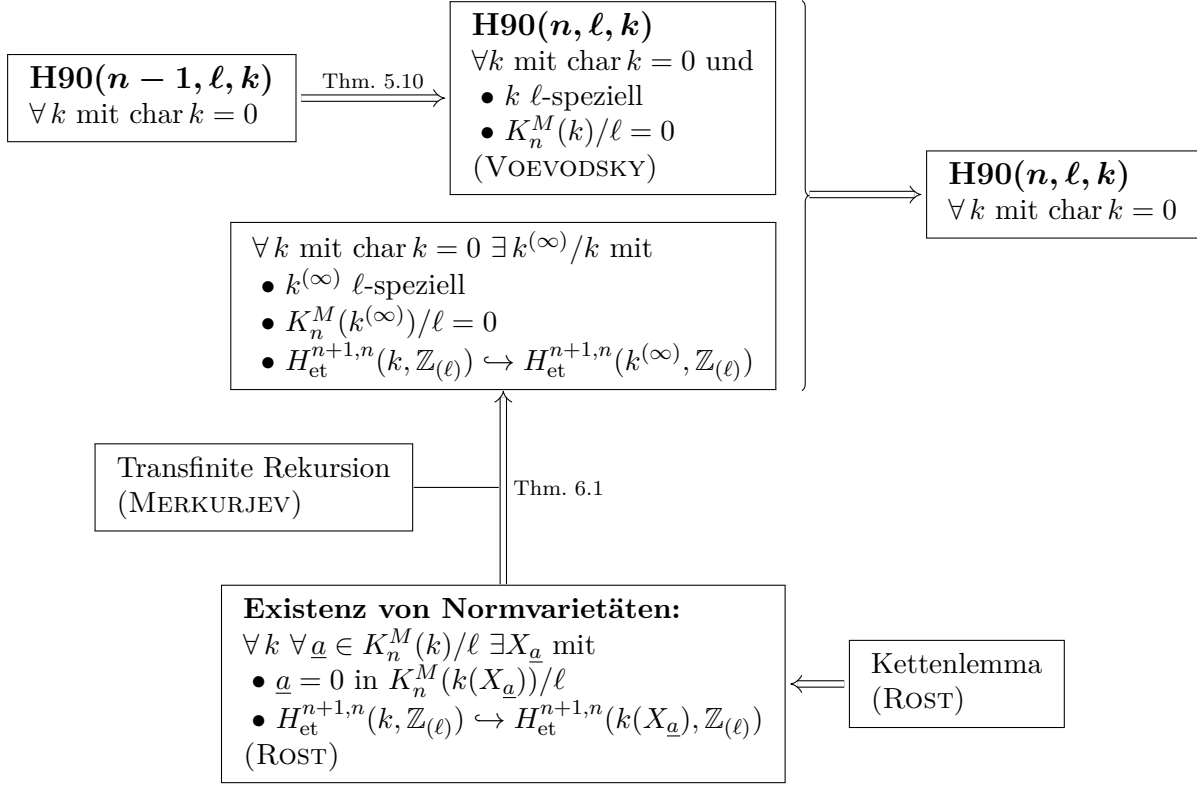 H90(n − 1, ℓ, k)
∀ k mit char k = 0
Thm. 5.10
H90(n, ℓ, k)
∀k mit char k = 0 und
• k ℓ-speziell
• K_n^M(k)/ℓ = 0
(VOEVODSKY)
H90(n, ℓ, k)
∀ k mit char k = 0
∀ k mit char k = 0 ∃ k^(∞)/k mit
• k^(∞) ℓ-speziell
• K_n^M(k^(∞))/ℓ = 0
• H_et^{n+1,n}(k, ℤ_(ℓ)) ↪ H_et^{n+1,n}(k^(∞), ℤ_(ℓ))
Transfinite Rekursion
(MERKURJEV)
Thm. 6.1
Existenz von Normvarietäten:
∀ k ∀ a ∈ K_n^M(k)/ℓ ∃X_a mit
• a = 0 in K_n^M(k(X_a))/ℓ
• H_et^{n+1,n}(k, ℤ_(ℓ)) ↪ H_et^{n+1,n}(k(X_a), ℤ_(ℓ))
(ROST)
Kettenlemma
(ROST)